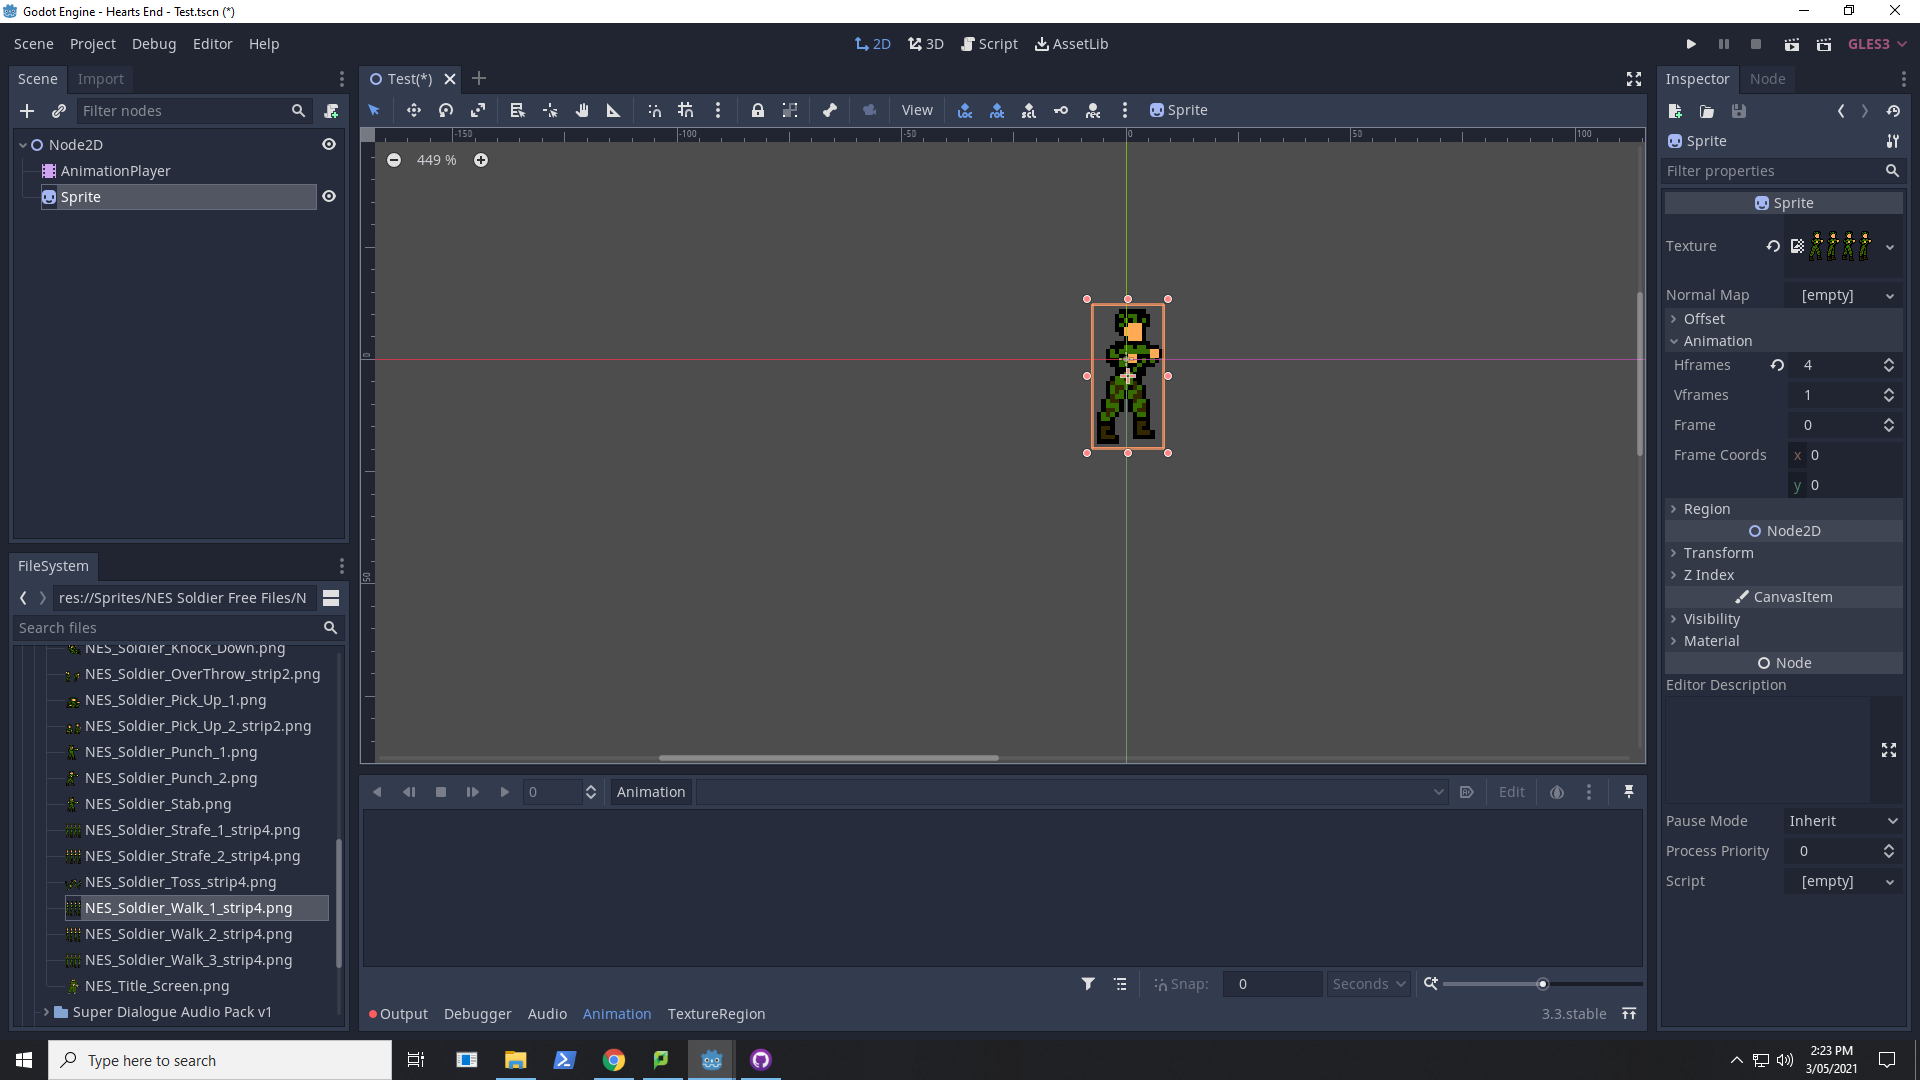 Godot Engine - Hearts End - Test.tscn (*)
Scene Project Debug Editor Help
2D 3D Script AssetLib
GLES3
Scene Import
Filter nodes
Node2D
AnimationPlayer
Sprite
Test(*)
View
Sprite
-150 -100 -50 0 50 100
449 %
0
50
FileSystem
res://Sprites/NES Soldier Free Files/N
Search files
NES_Soldier_Knock_Down.png
NES_Soldier_OverThrow_strip2.png
NES_Soldier_Pick_Up_1.png
NES_Soldier_Pick_Up_2_strip2.png
NES_Soldier_Punch_1.png
NES_Soldier_Punch_2.png
NES_Soldier_Stab.png
NES_Soldier_Strafe_1_strip4.png
NES_Soldier_Strafe_2_strip4.png
NES_Soldier_Toss_strip4.png
NES_Soldier_Walk_1_strip4.png
NES_Soldier_Walk_2_strip4.png
NES_Soldier_Walk_3_strip4.png
NES_Title_Screen.png
Super Dialogue Audio Pack v1
0 Animation Edit
Snap: 0 Seconds
Output Debugger Audio Animation TextureRegion 3.3.stable
Inspector Node
Sprite
Filter properties
Sprite
Texture
Normal Map [empty]
Offset
Animation
Hframes 4
Vframes 1
Frame 0
Frame Coords x 0
y 0
Region
Node2D
Transform
Z Index
CanvasItem
Visibility
Material
Node
Editor Description
Pause Mode Inherit
Process Priority 0
Script [empty]
Type here to search
2:23 PM
3/05/2021